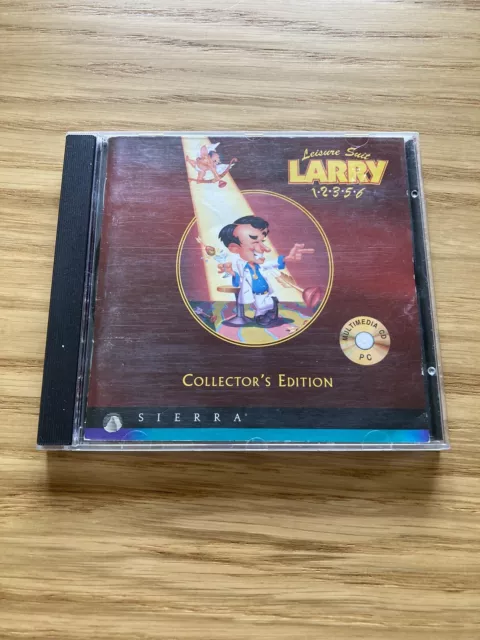 Leisure Suit
LARRY
1·2·3·5·6
MULTIMEDIA CD
PC
COLLECTOR'S EDITION
SIERRA